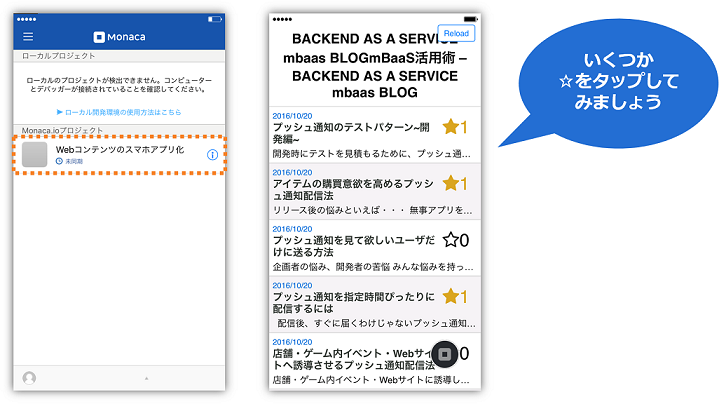 Monaca
ローカルプロジェクト
ローカルのプロジェクトが検出できません。コンピューター
とデバッガーが接続されていることを確認してください。
▶ ローカル開発環境の使用方法はこちら
Monaca.ioプロジェクト
Webコンテンツのスマホアプリ化
未同期
BACKEND AS A SERVICE
Reload
mbaas BLOGmBaaS活用術 –
BACKEND AS A SERVICE
mbaas BLOG
2016/10/20
プッシュ通知のテストパターン~開
発編~
★1
開発時にテストを見積もるために、プッシュ通…
2016/10/20
アイテムの購買意欲を高めるプッシ
ュ通知配信法
★1
リリース後の悩みといえば・・・ 無事アプリを…
2016/10/20
プッシュ通知を見て欲しいユーザだ
けに送る方法
☆0
企画者の悩み、開発者の苦悩 みんな悩みを持っ…
2016/10/20
プッシュ通知を指定時間ぴったりに
配信するには
★1
配信後、すぐに届くわけじゃないプッシュ通知…
2016/10/20
店舗・ゲーム内イベント・Webサイ
トへ誘導させるプッシュ通知配信法
0
店舗・ゲーム内イベント・Webサイトに誘導し…
いくつか
☆をタップして
みましょう